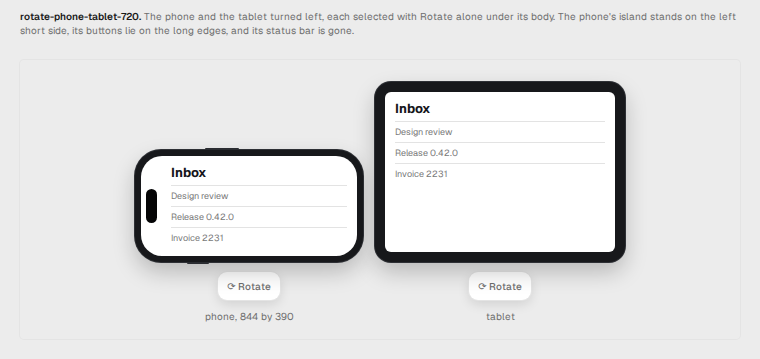 rotate-phone-tablet-720. The phone and the tablet turned left, each selected with Rotate alone under its body. The phone's island stands on the left
short side, its buttons lie on the long edges, and its status bar is gone.
Inbox
Design review
Release 0.42.0
Invoice 2231
⟳ Rotate
phone, 844 by 390
Inbox
Design review
Release 0.42.0
Invoice 2231
⟳ Rotate
tablet